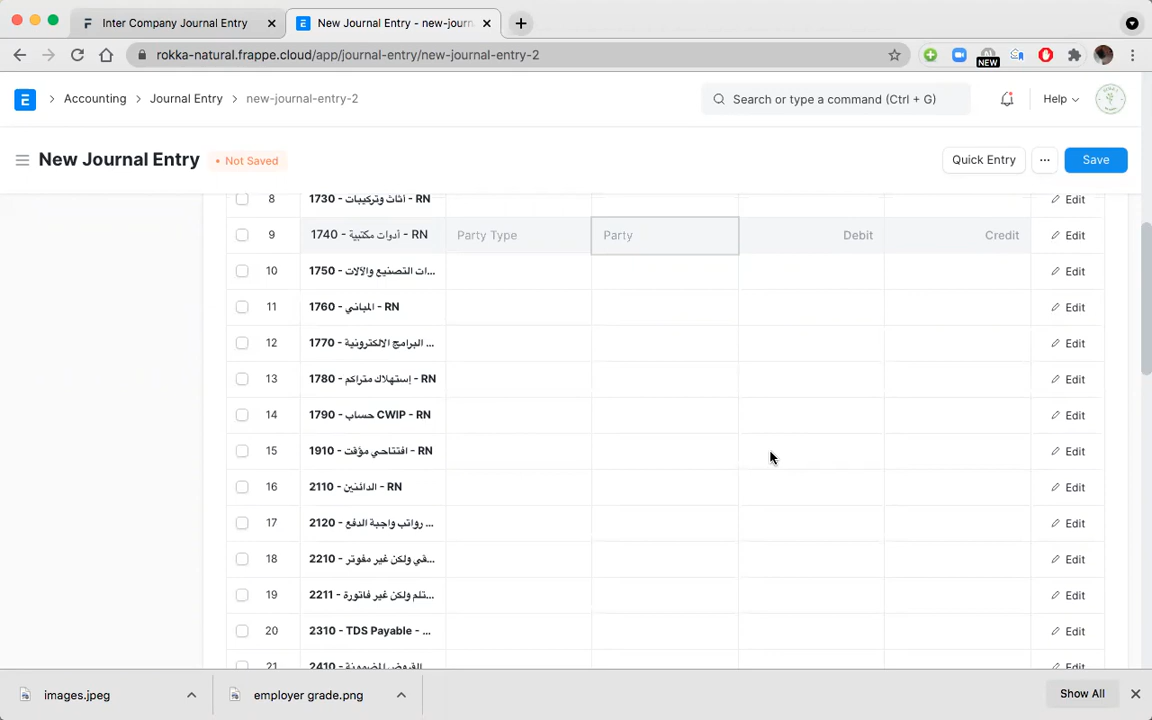 Inter Company Journal Entry
New Journal Entry - new-journ
rokka-natural.frappe.cloud/app/journal-entry/new-journal-entry-2
NEW
E
Accounting
Journal Entry
new-journal-entry-2
Search or type a command (Ctrl + G)
Help
New Journal Entry
Not Saved
Quick Entry
Save
8 1730 - أثاث وتركيبات - RN Edit
9 1740 - أدوات مكتبية - RN Party Type Party Debit Credit Edit
10 1750 - ات التصنيع والآلات... Edit
11 1760 - المباني - RN Edit
12 1770 - البرامج الالكترونية ... Edit
13 1780 - إستهلاك متراكم - RN Edit
14 1790 - حساب CWIP - RN Edit
15 1910 - افتتاحي مؤقت - RN Edit
16 2110 - الدائنين - RN Edit
17 2120 - رواتب واجبة الدفع ... Edit
18 2210 - في ولكن غير مفوتر... Edit
19 2211 - تلم ولكن غير فاتورة... Edit
20 2310 - TDS Payable - ... Edit
21 2410 - القروض المضمونة Edit
images.jpeg
employer grade.png
Show All